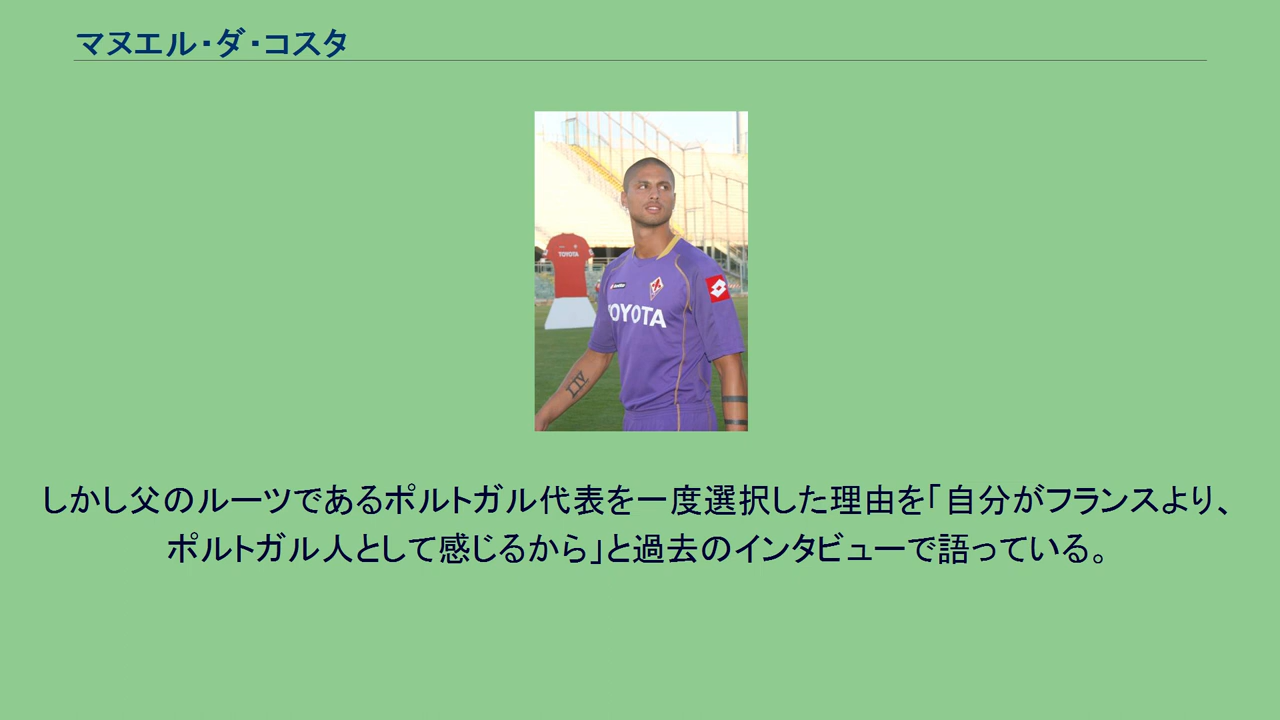 マヌエル・ダ・コスタ
TOYOTA
TOYOTA
しかし父のルーツであるポルトガル代表を一度選択した理由を「自分がフランスより、
ポルトガル人として感じるから」と過去のインタビューで語っている。